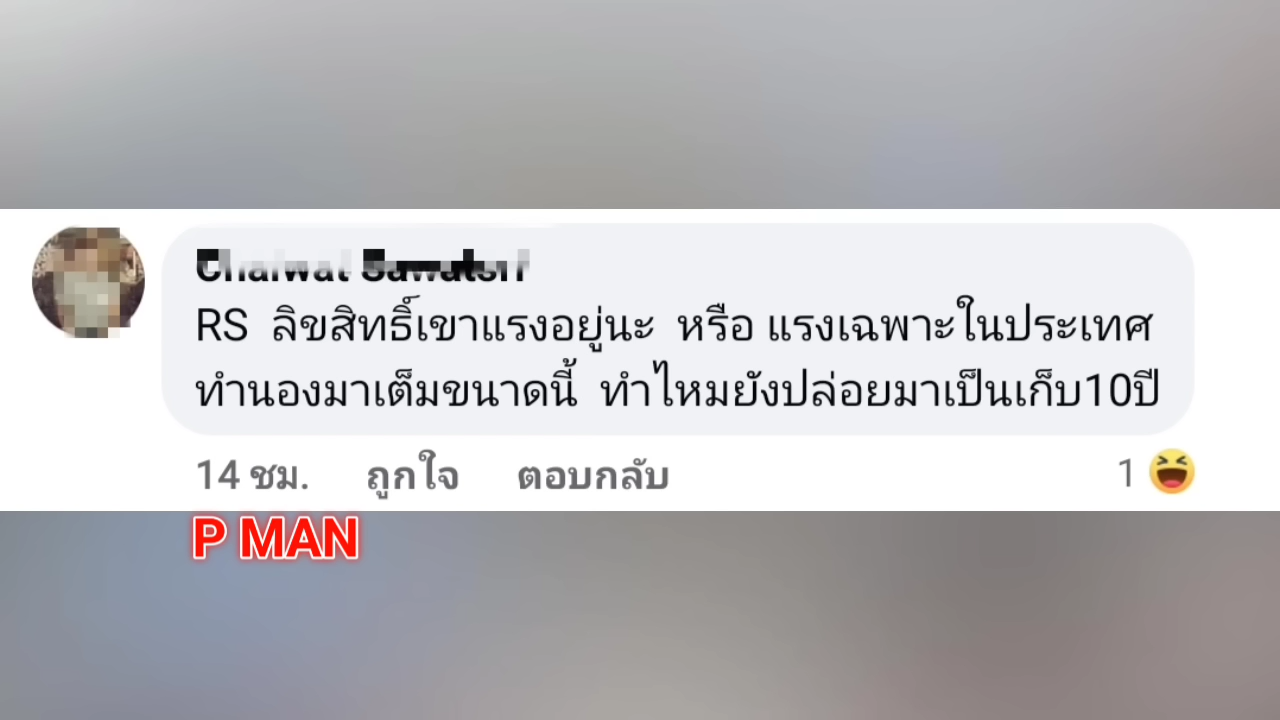 RS ลิขสิทธิ์เขาแรงอยู่นะ หรือ แรงเฉพาะในประเทศ
ทำนองมาเต็มขนาดนี้ ทำไหมยังปล่อยมาเป็นเก็บ10ปี
14 ชม. ถูกใจ ตอบกลับ 1
P MAN